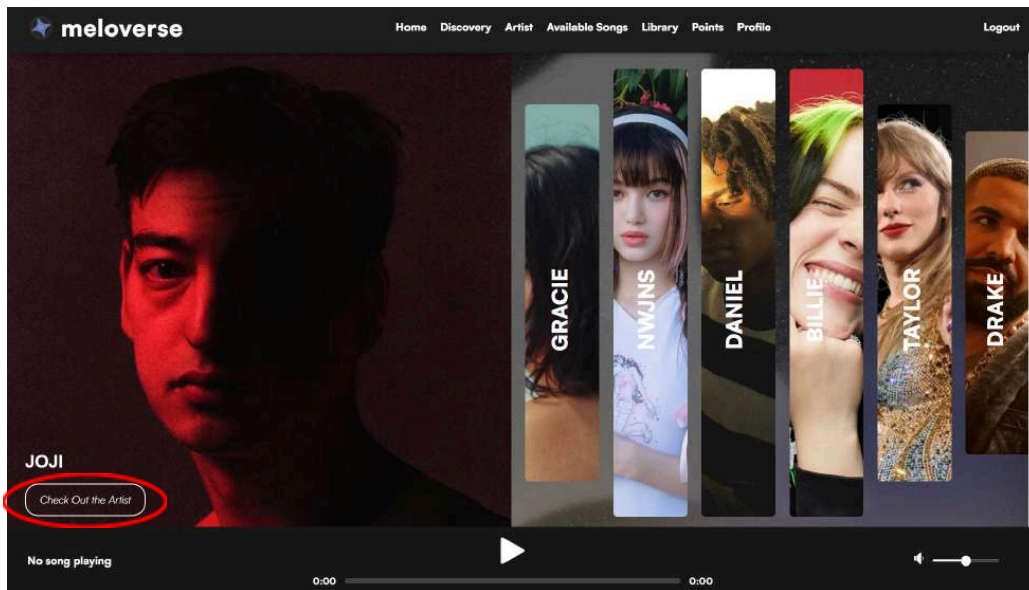 meloverse
Home Discovery Artist Available Songs Library Points Profile Logout
GRACIE
NWJNS
DANIEL
BILLIE
TAYLOR
DRAKE
JOJI
Check Out the Artist
No song playing
0:00 0:00